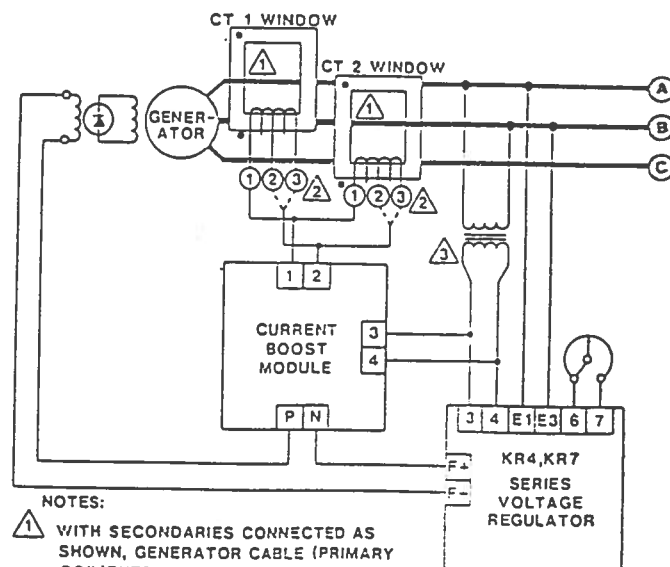 CT 1 WINDOW
1
CT 2 WINDOW
1
A
GENER-
ATOR
B
C
1 2 3 2
1 2 3 2
1 2
3
CURRENT
BOOST
MODULE
3
4
P N
3 4 E1 E3 6 7
KR4,KR7
SERIES
VOLTAGE
REGULATOR
F+
NOTES:
1 WITH SECONDARIES CONNECTED AS
SHOWN, GENERATOR CABLE (PRIMARY